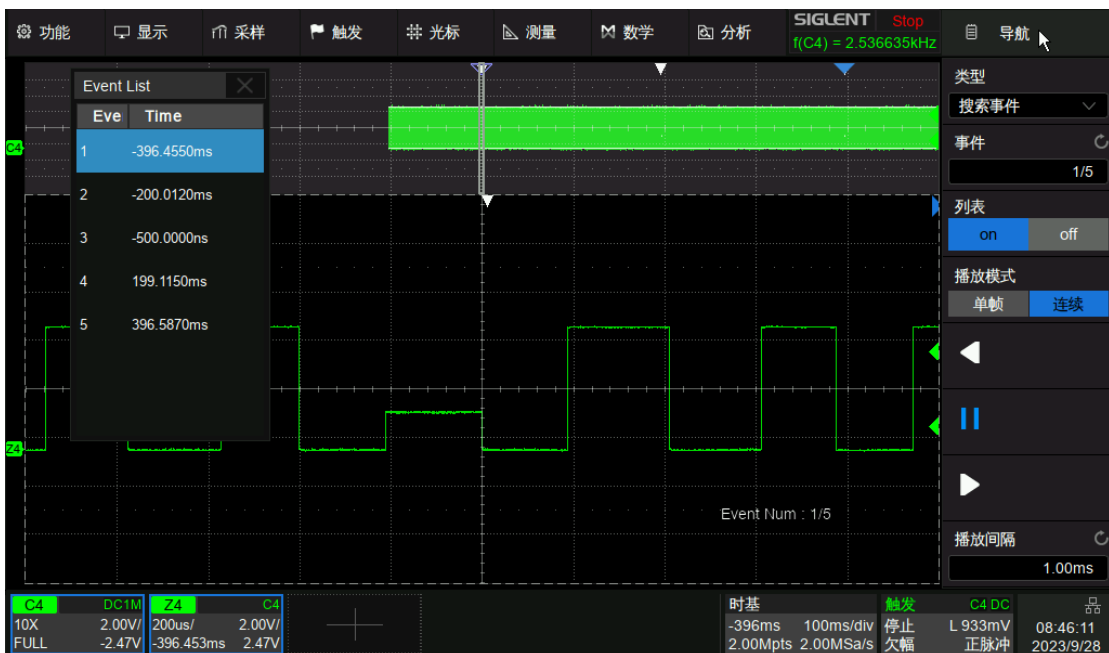 功能 显示 采样 触发 光标 测量 数学 分析 SIGLENT Stop 导航
f(C4) = 2.536635kHz
Event List
Eve Time
1 -396.4550ms
2 -200.0120ms
3 -500.0000ns
4 199.1150ms
5 396.5870ms
C4
Z4
Event Num : 1/5
类型
搜索事件
事件
1/5
列表
on off
播放模式
单帧 连续
播放间隔
1.00ms
C4 DC1M
10X 2.00V/
FULL -2.47V
Z4 C4
200us/ 2.00V/
-396.453ms 2.47V
时基
-396ms 100ms/div
2.00Mpts 2.00MSa/s
触发 C4 DC
停止 L 933mV
欠幅 正脉冲
08:46:11
2023/9/28